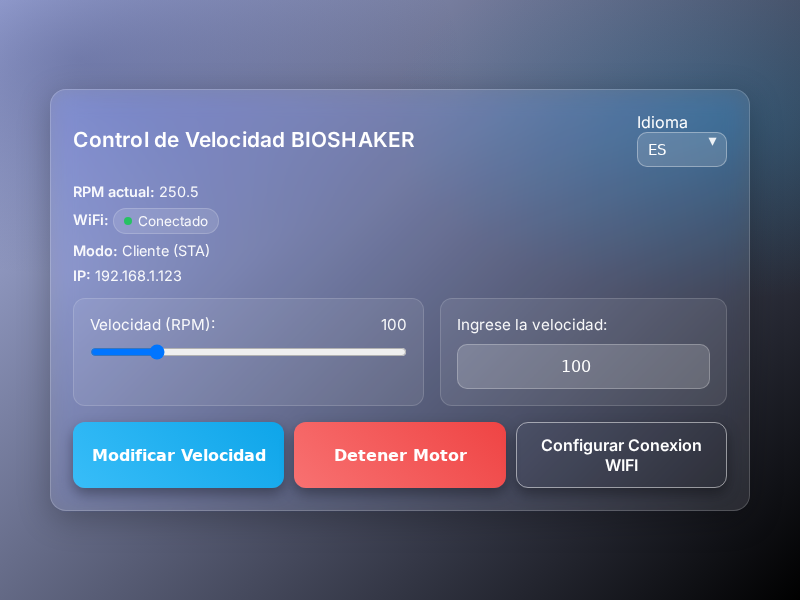 Idioma
Control de Velocidad BIOSHAKER
ES
RPM actual: 250.5
WiFi: Conectado
Modo: Cliente (STA)
IP: 192.168.1.123
Velocidad (RPM): 100
Ingrese la velocidad:
100
Modificar Velocidad
Detener Motor
Configurar Conexion
WIFI